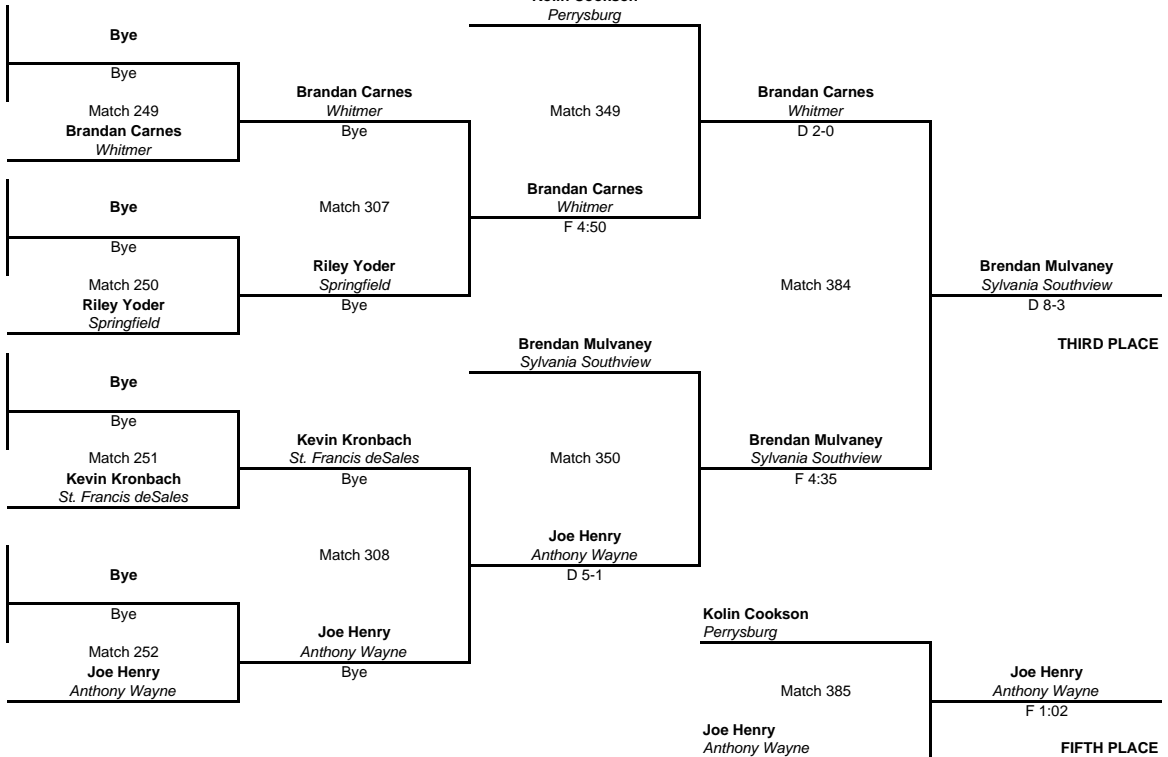 Kolin Cookson
Perrysburg
Bye
Bye
Match 249
Brandan Carnes
Whitmer
Brandan Carnes
Whitmer
Bye
Match 349
Brandan Carnes
Whitmer
D 2-0
Bye
Bye
Match 250
Riley Yoder
Springfield
Match 307
Riley Yoder
Springfield
Bye
Brandan Carnes
Whitmer
F 4:50
Match 384
Brendan Mulvaney
Sylvania Southview
D 8-3
THIRD PLACE
Brendan Mulvaney
Sylvania Southview
Bye
Bye
Match 251
Kevin Kronbach
St. Francis deSales
Kevin Kronbach
St. Francis deSales
Bye
Match 350
Brendan Mulvaney
Sylvania Southview
F 4:35
Match 308
Joe Henry
Anthony Wayne
D 5-1
Bye
Bye
Match 252
Joe Henry
Anthony Wayne
Joe Henry
Anthony Wayne
Bye
Kolin Cookson
Perrysburg
Match 385
Joe Henry
Anthony Wayne
Joe Henry
Anthony Wayne
F 1:02
FIFTH PLACE